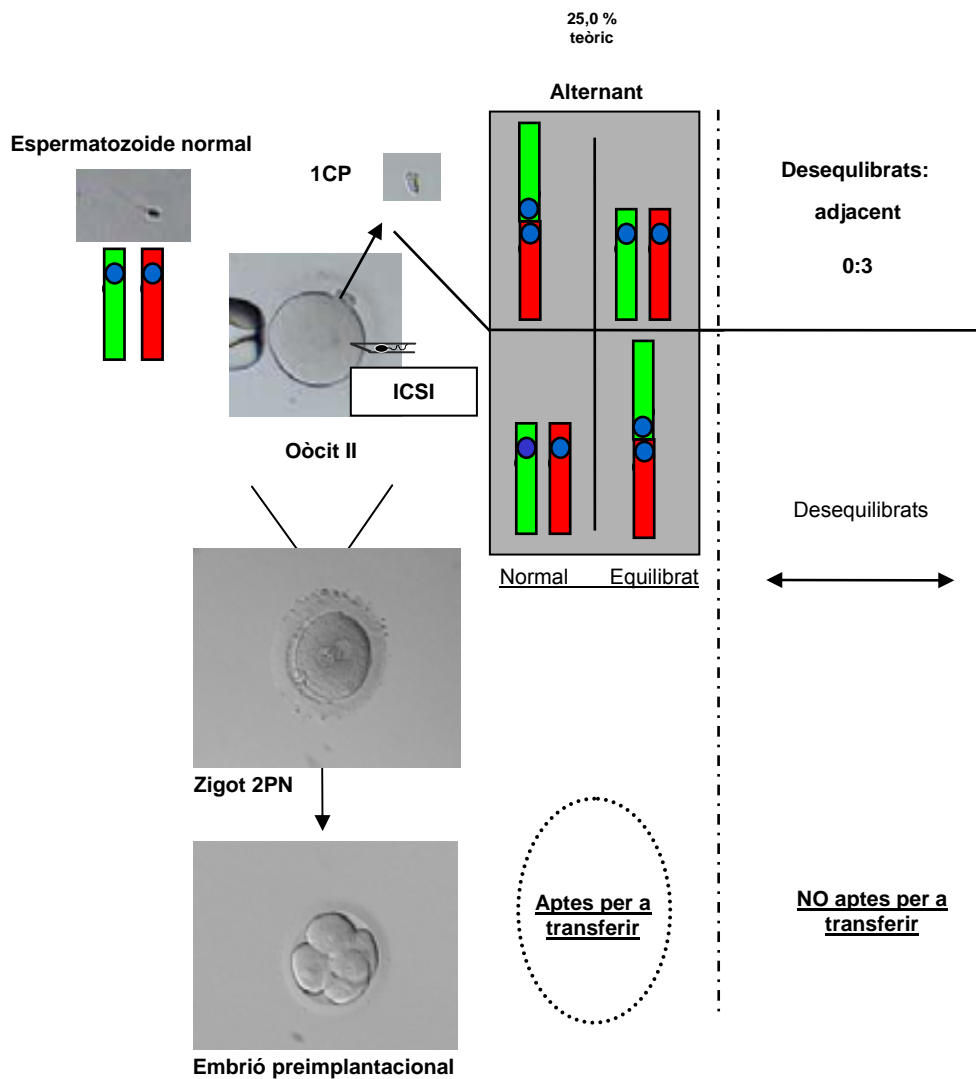 25,0 %
teòric
Alternant
Espermatozoide normal
1CP
Desequlibrats:
adjacent
0:3
ICSI
Oòcit II
Desequilibrats
Normal Equilibrat
Zigot 2PN
Aptes per a
transferir
NO aptes per a
transferir
Embrió preimplantacional